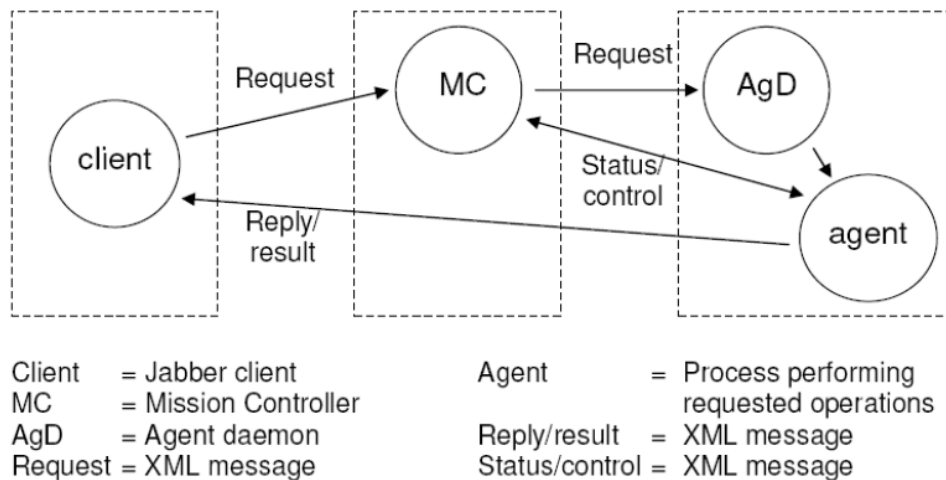 Request
MC
Request
AgD
client
Status/
control
Reply/
result
agent
Client = Jabber client
MC = Mission Controller
AgD = Agent daemon
Request = XML message
Agent = Process performing
requested operations
Reply/result = XML message
Status/control = XML message